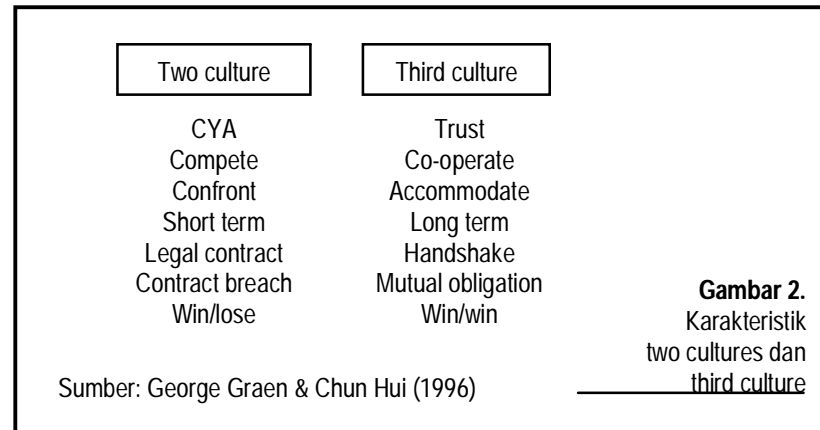 Two culture Third culture
CYA Trust
Compete Co-operate
Confront Accommodate
Short term Long term
Legal contract Handshake
Contract breach Mutual obligation
Win/lose Win/win
Gambar 2.
Karakteristik
two cultures dan
third culture
Sumber: George Graen & Chun Hui (1996)